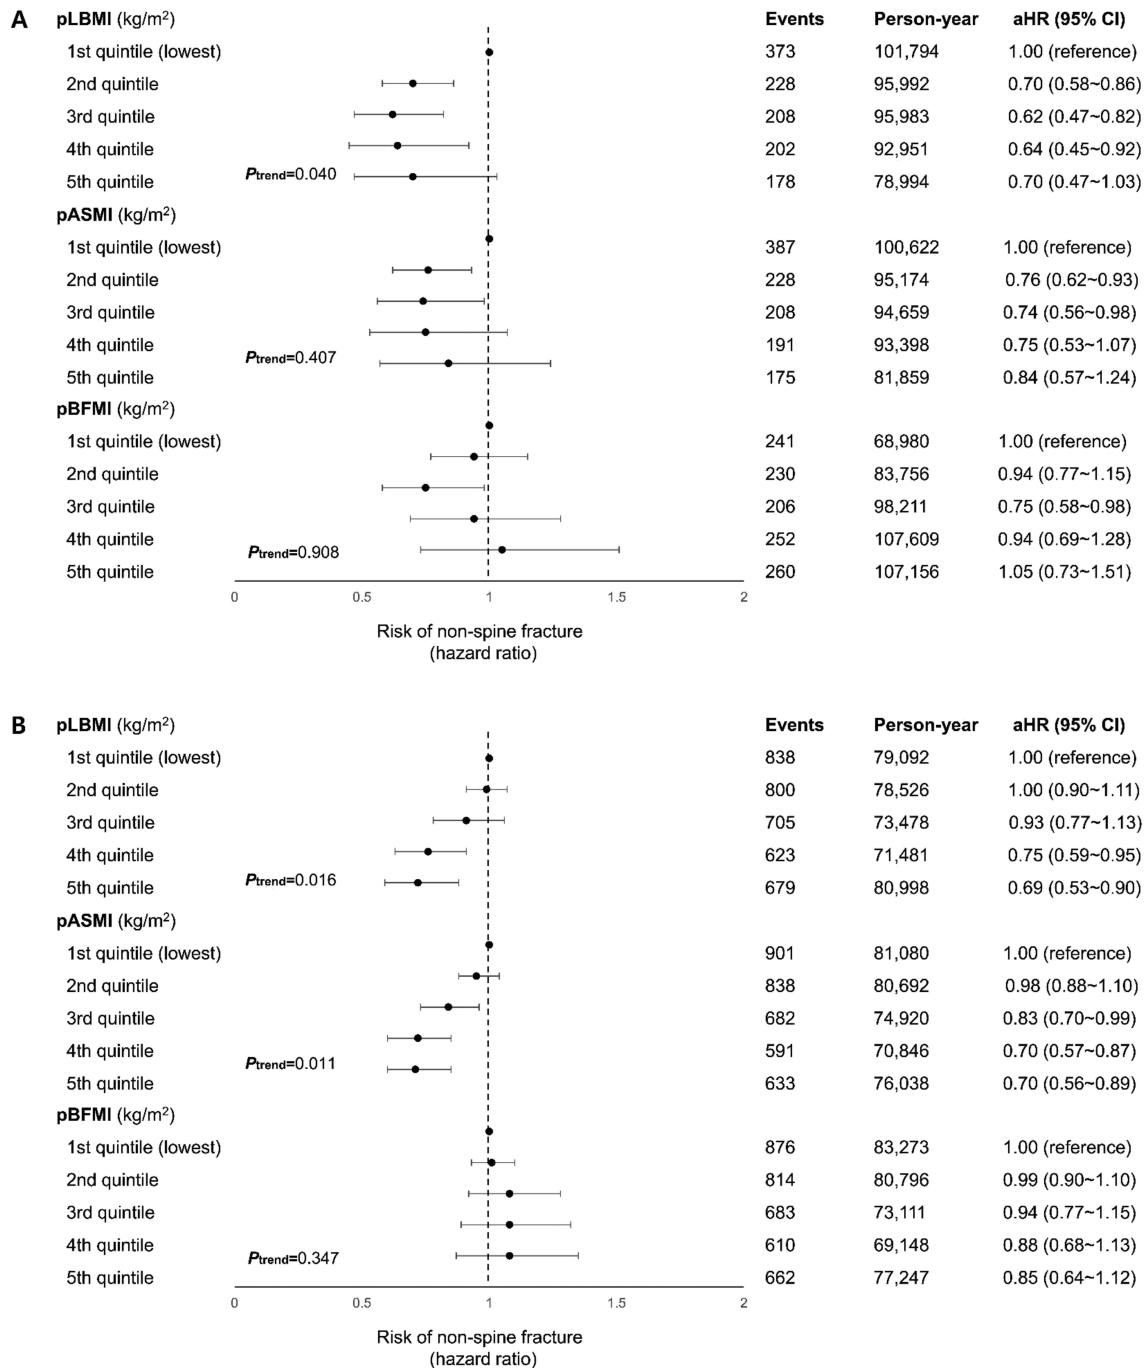 A pLBMI (kg/m²) Events Person-year aHR (95% CI)
1st quintile (lowest) 373 101,794 1.00 (reference)
2nd quintile 228 95,992 0.70 (0.58~0.86)
3rd quintile 208 95,983 0.62 (0.47~0.82)
4th quintile 202 92,951 0.64 (0.45~0.92)
Ptrend=0.040
5th quintile 178 78,994 0.70 (0.47~1.03)
pASMI (kg/m²)
1st quintile (lowest) 387 100,622 1.00 (reference)
2nd quintile 228 95,174 0.76 (0.62~0.93)
3rd quintile 208 94,659 0.74 (0.56~0.98)
4th quintile 191 93,398 0.75 (0.53~1.07)
Ptrend=0.407
5th quintile 175 81,859 0.84 (0.57~1.24)
pBFMI (kg/m²)
1st quintile (lowest) 241 68,980 1.00 (reference)
2nd quintile 230 83,756 0.94 (0.77~1.15)
3rd quintile 206 98,211 0.75 (0.58~0.98)
4th quintile 252 107,609 0.94 (0.69~1.28)
Ptrend=0.908
5th quintile 260 107,156 1.05 (0.73~1.51)
0 0.5 1 1.5 2
Risk of non-spine fracture
(hazard ratio)
B pLBMI (kg/m²) Events Person-year aHR (95% CI)
1st quintile (lowest) 838 79,092 1.00 (reference)
2nd quintile 800 78,526 1.00 (0.90~1.11)
3rd quintile 705 73,478 0.93 (0.77~1.13)
4th quintile 623 71,481 0.75 (0.59~0.95)
Ptrend=0.016
5th quintile 679 80,998 0.69 (0.53~0.90)
pASMI (kg/m²)
1st quintile (lowest) 901 81,080 1.00 (reference)
2nd quintile 838 80,692 0.98 (0.88~1.10)
3rd quintile 682 74,920 0.83 (0.70~0.99)
4th quintile 591 70,846 0.70 (0.57~0.87)
Ptrend=0.011
5th quintile 633 76,038 0.70 (0.56~0.89)
pBFMI (kg/m²)
1st quintile (lowest) 876 83,273 1.00 (reference)
2nd quintile 814 80,796 0.99 (0.90~1.10)
3rd quintile 683 73,111 0.94 (0.77~1.15)
4th quintile 610 69,148 0.88 (0.68~1.13)
Ptrend=0.347
5th quintile 662 77,247 0.85 (0.64~1.12)
0 0.5 1 1.5 2
Risk of non-spine fracture
(hazard ratio)